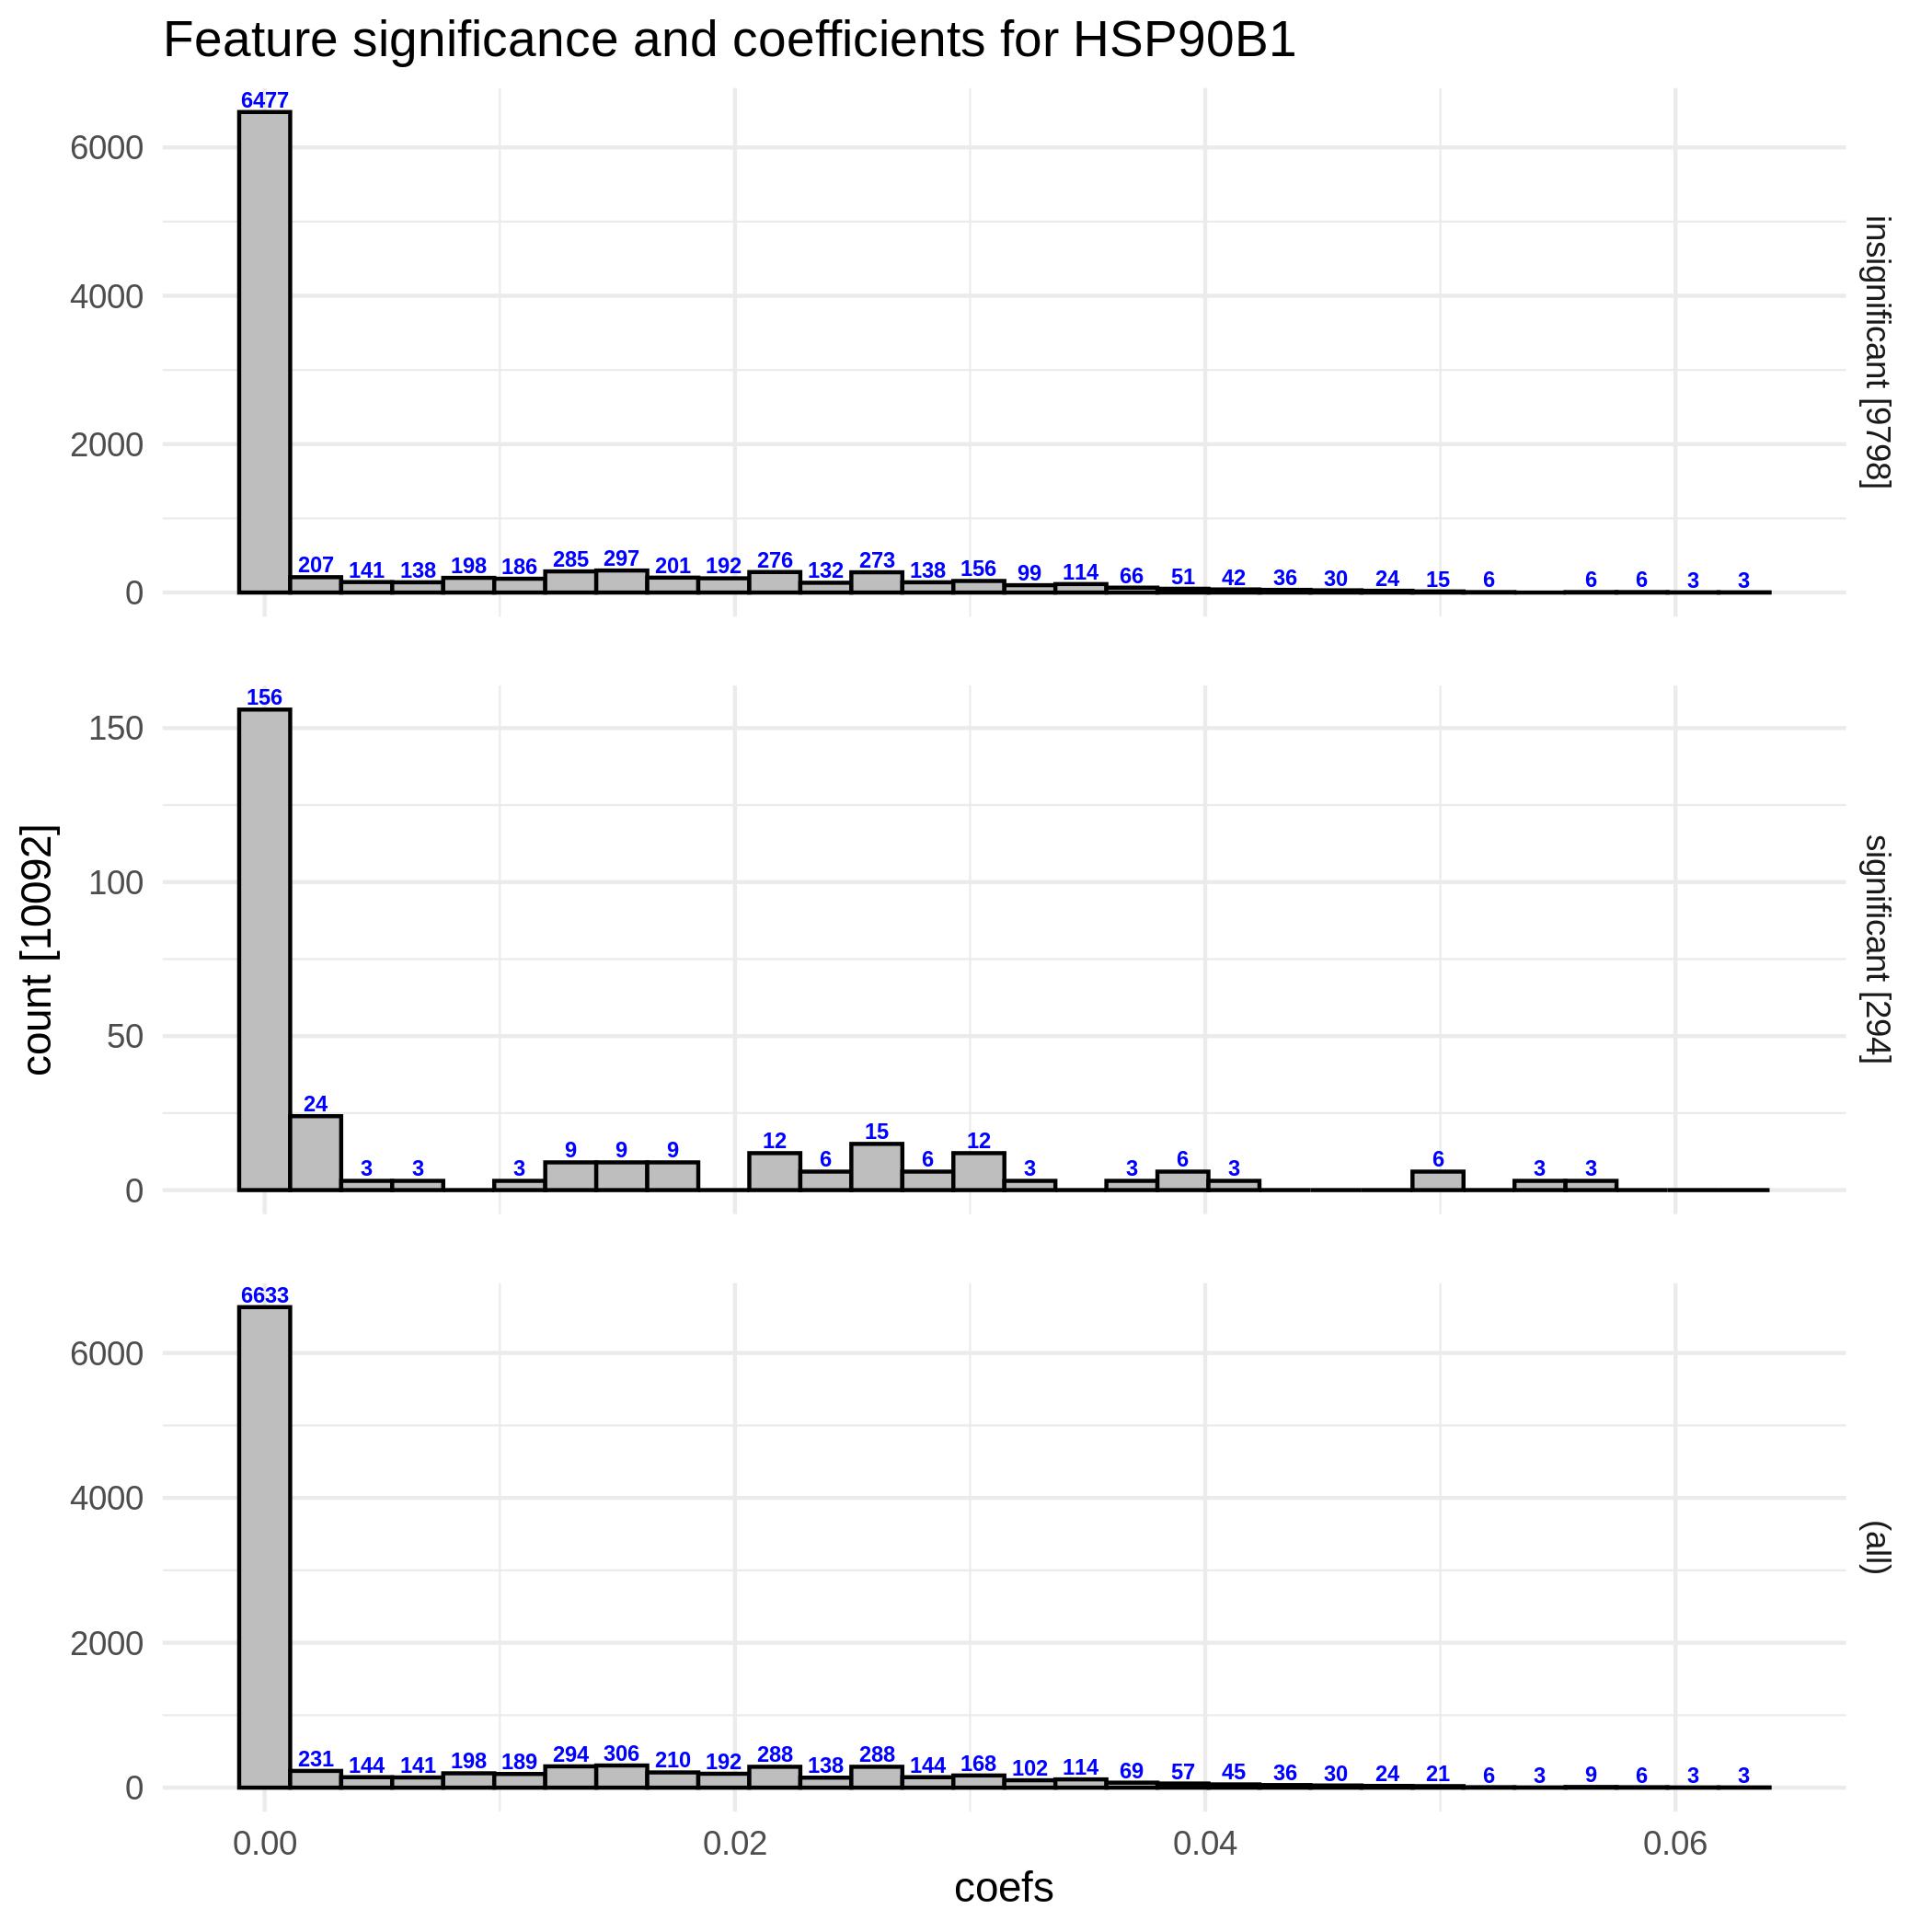 Feature significance and coefficients for HSP90B1
6477
6000
4000
2000
0
207 141 138 198 186 285 297 201 192 276 132 273 138 156 99 114 66 51 42 36 30 24 15 6 6 6 3 3
insignificant [9798]
156
150
100
50
0
24 3 3 3 9 9 9 12 6 15 6 12 3 3 6 3 6 3 3
significant [294]
count [10092]
6633
6000
4000
2000
0
231 144 141 198 189 294 306 210 192 288 138 288 144 168 102 114 69 57 45 36 30 24 21 6 3 9 6 3 3
(all)
0.00 0.02 0.04 0.06
coefs